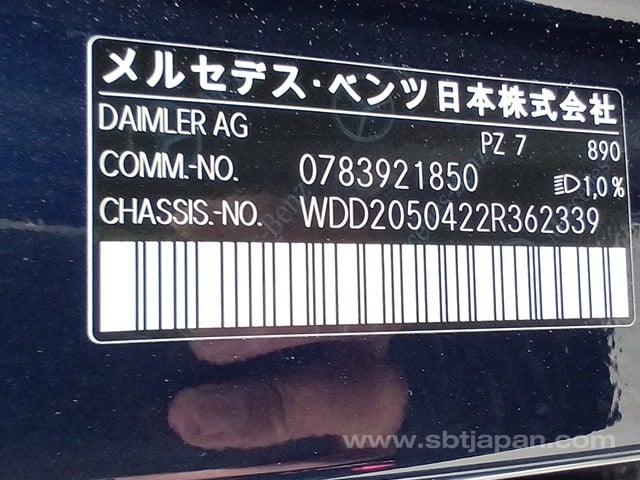 メルセデス・ベンツ日本株式会社
DAIMLER AG
PZ 7 890
COMM.-NO. 0783921850 1,0%
CHASSIS.-NO. WDD2050422R362339
www.sbtjapan.com